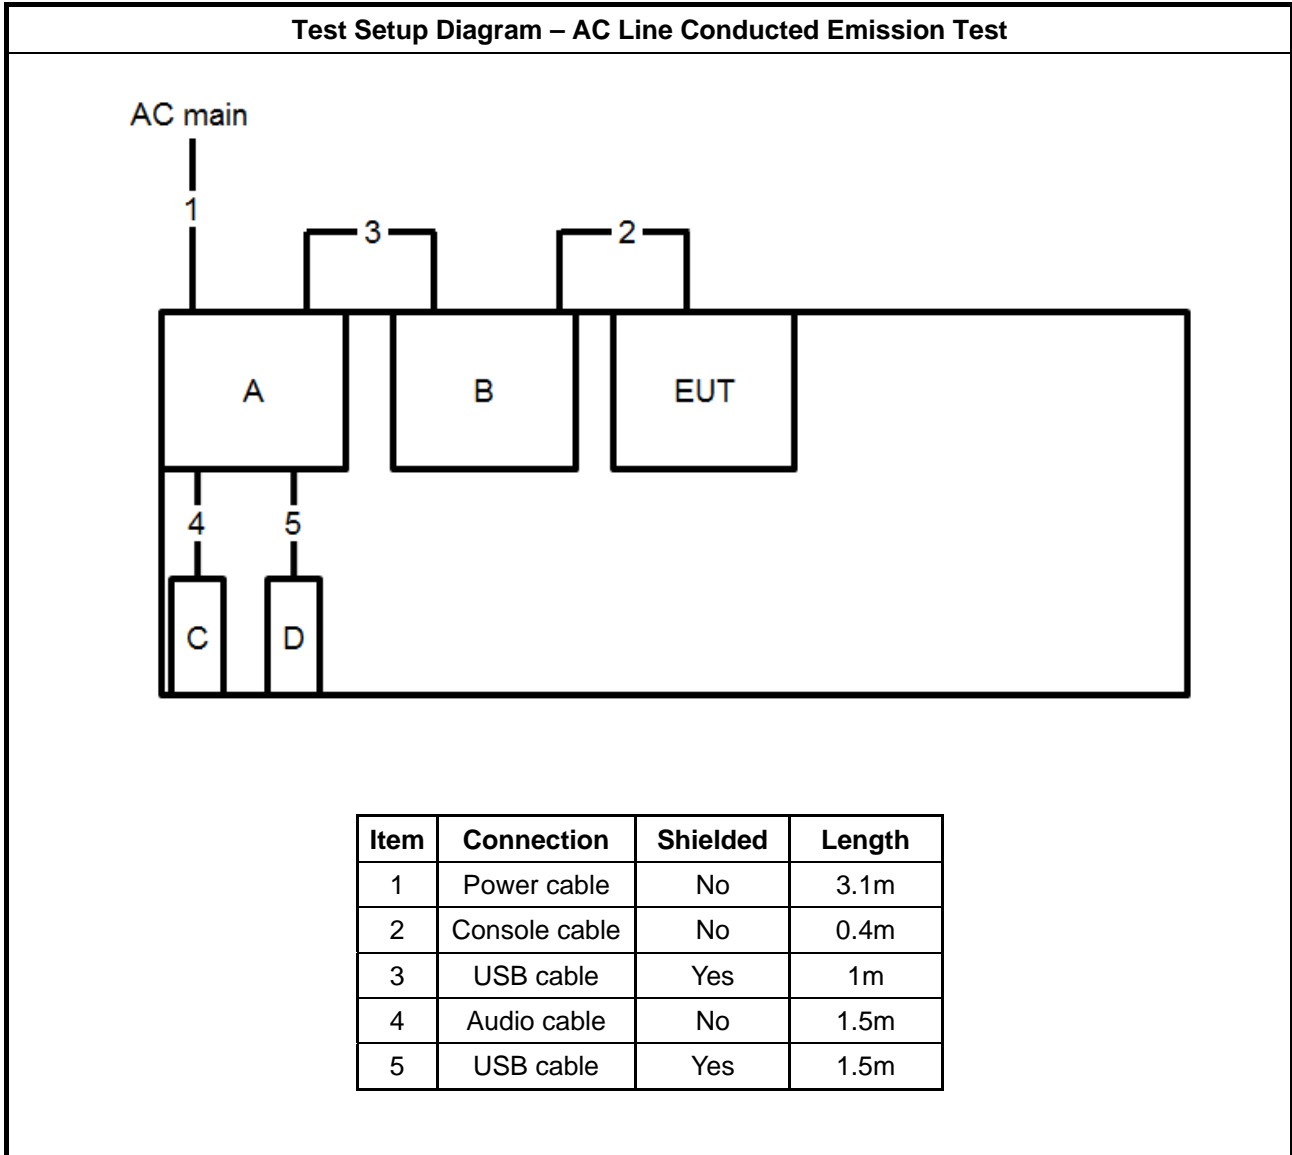 Test Setup Diagram – AC Line Conducted Emission Test
AC main
1
3
2
A
B
EUT
4
5
C
D
Item Connection Shielded Length
1 Power cable No 3.1m
2 Console cable No 0.4m
3 USB cable Yes 1m
4 Audio cable No 1.5m
5 USB cable Yes 1.5m